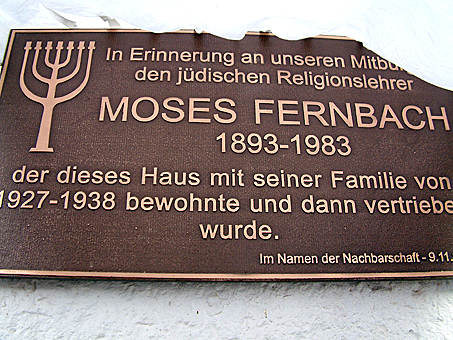 In Erinnerung an unseren Mitbü
den jüdischen Religionslehrer
MOSES FERNBACH
1893-1983
der dieses Haus mit seiner Familie von
1927-1938 bewohnte und dann vertriebe
wurde.
Im Namen der Nachbarschaft - 9.11.